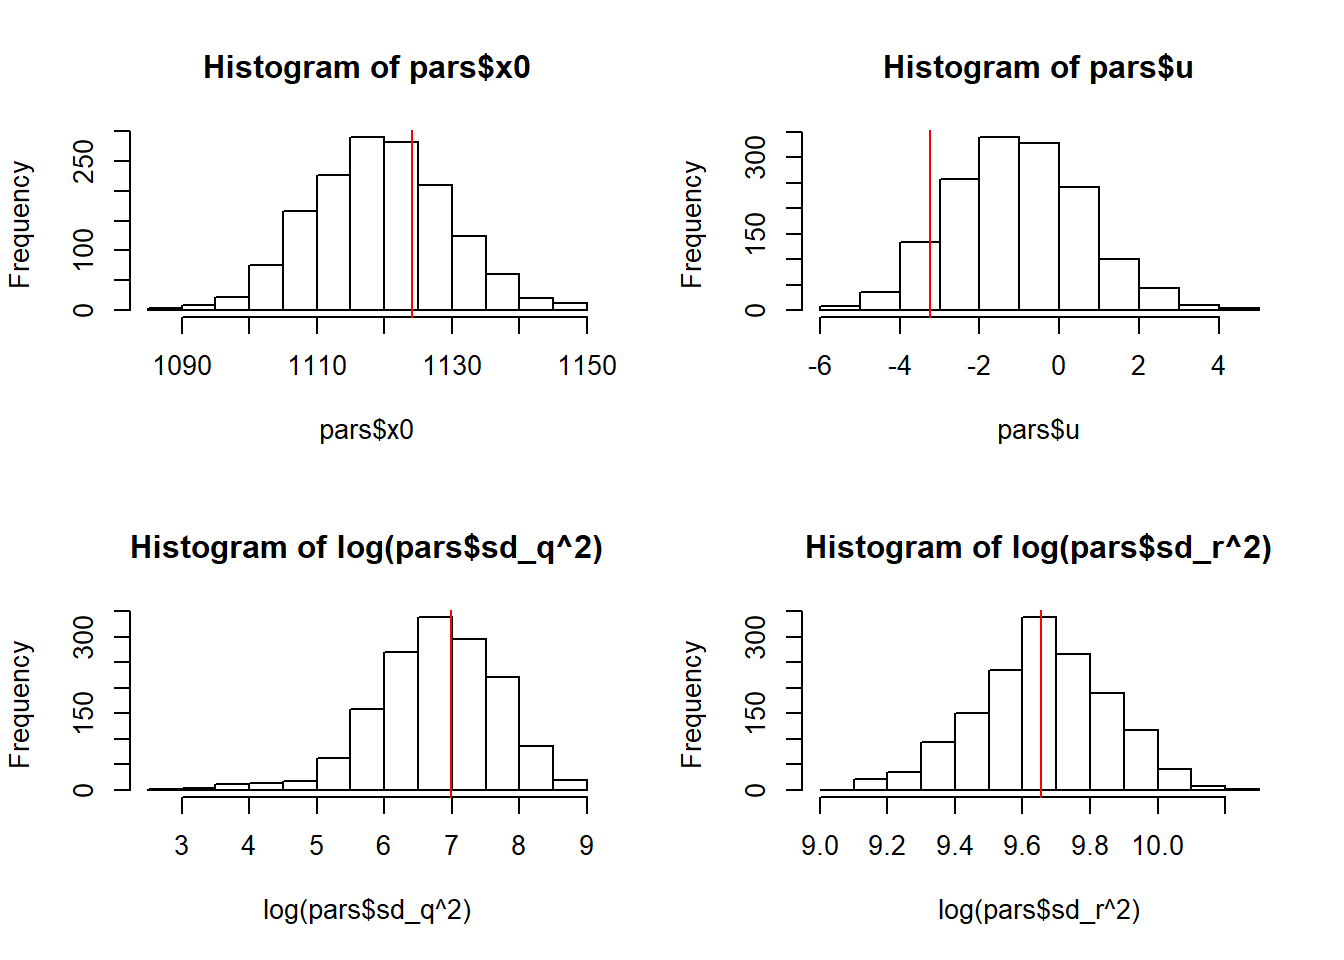 Histogram of pars$x0
Frequency
0
100
250
1090
1110
1130
1150
pars$x0
Histogram of pars$u
Frequency
0
150
300
-6
-4
-2
0
2
4
pars$u
Histogram of log(pars$sd_q^2)
Frequency
0
150
300
3
4
5
6
7
8
9
log(pars$sd_q^2)
Histogram of log(pars$sd_r^2)
Frequency
0
150
300
9.0
9.2
9.4
9.6
9.8
10.0
log(pars$sd_r^2)